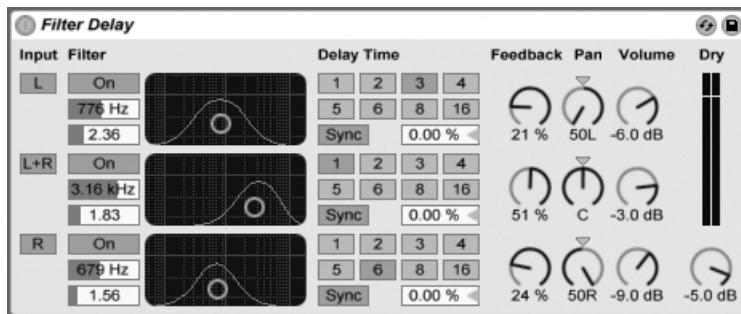 Filter Delay
Input Filter Delay Time Feedback Pan Volume Dry
L On 1 2 3 4
776 Hz 5 6 8 16
2.36 Sync 0.00 % 21 % 50L -6.0 dB
L+R On 1 2 3 4
3.16 kHz 5 6 8 16
1.83 Sync 0.00 % 51 % C -3.0 dB
R On 1 2 3 4
679 Hz 5 6 8 16
1.56 Sync 0.00 % 24 % 50R -9.0 dB -5.0 dB